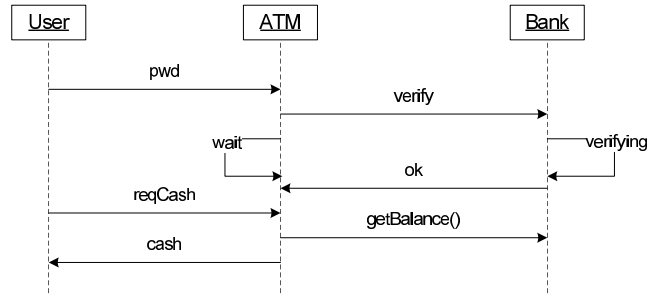 User
ATM
Bank
pwd
verify
wait
verifying
ok
reqCash
getBalance()
cash